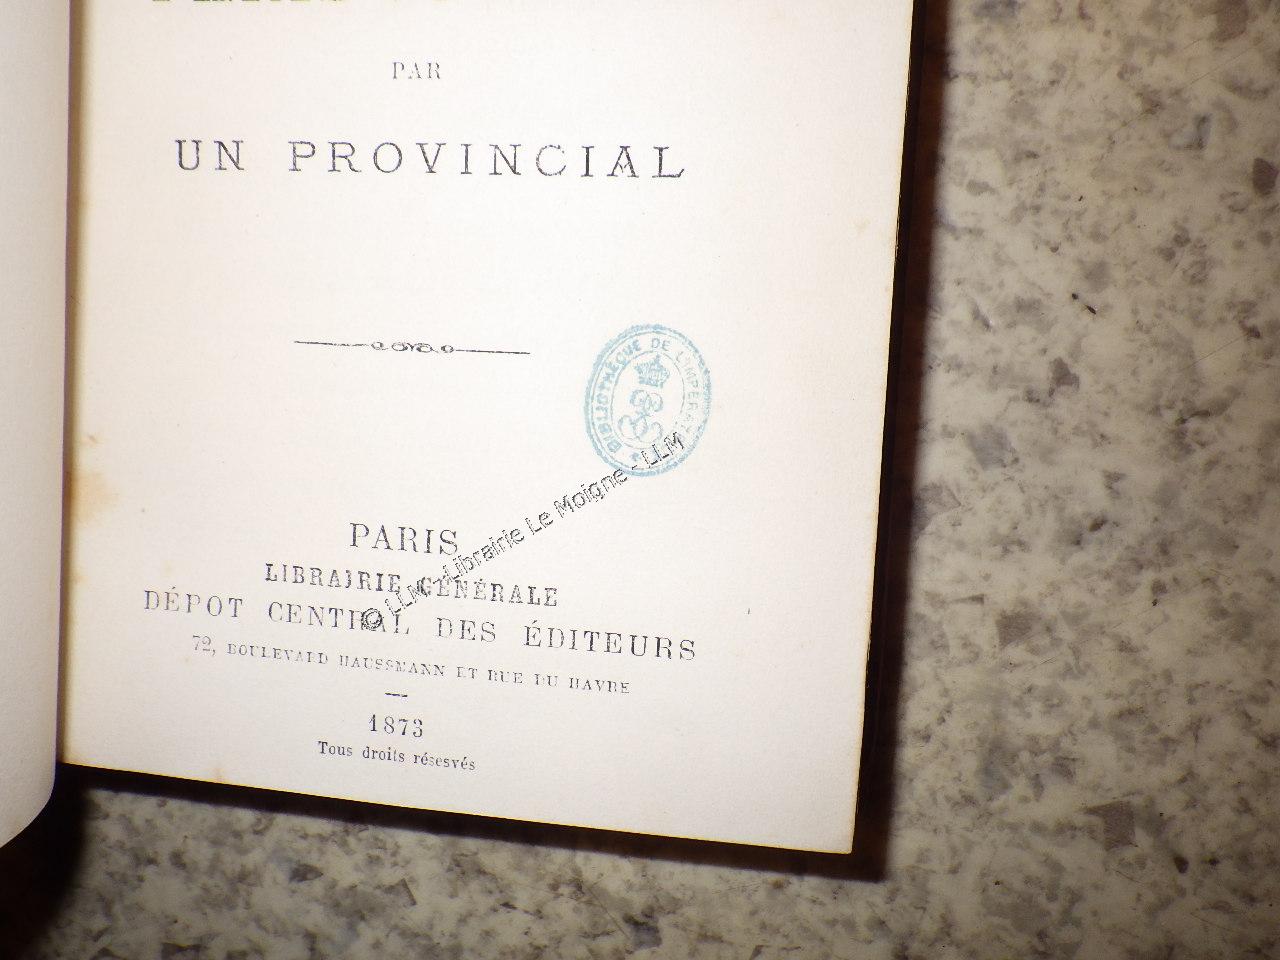 PAR
UN PROVINCIAL
BIBLIOTHÈQUE DE L'IMPÉRATRICE
PARIS
LIBRAIRIE GÉNÉRALE
DÉPOT CENTRAL DES ÉDITEURS
72, BOULEVARD HAUSSMANN ET RUE DU HAVRE
1873
Tous droits résesvés
© LLM - Librairie Le Moigne - LLM